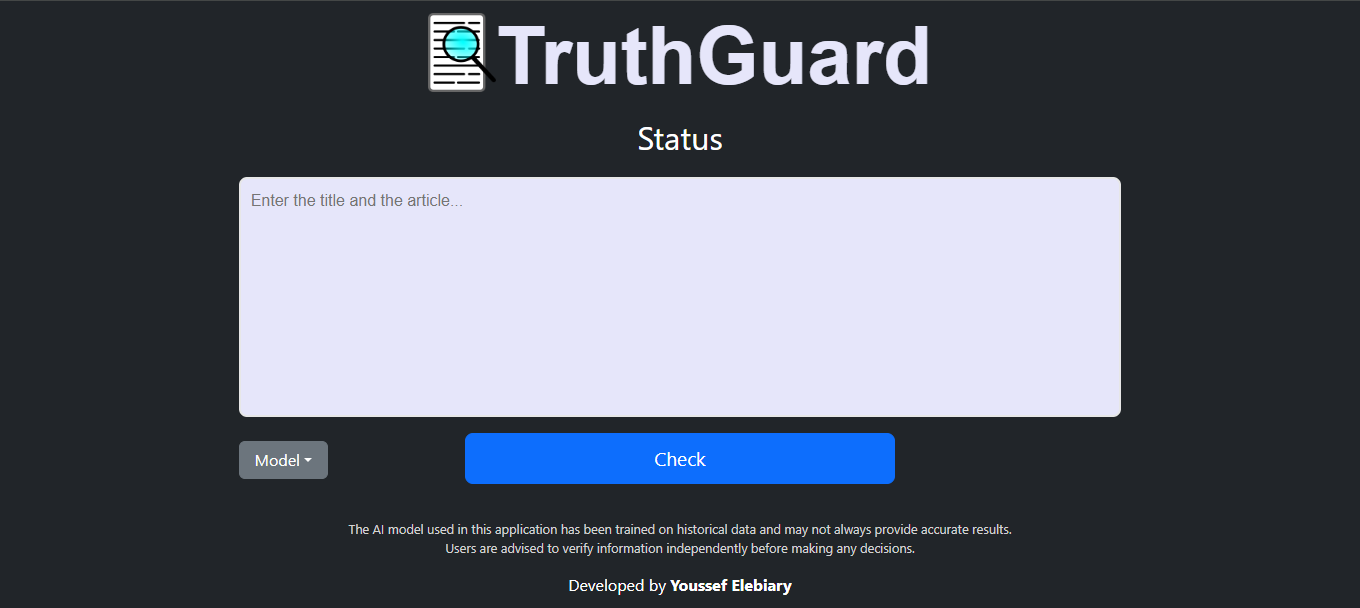 TruthGuard
Status
Enter the title and the article...
Model
Check
The AI model used in this application has been trained on historical data and may not always provide accurate results.
Users are advised to verify information independently before making any decisions.
Developed by Youssef Elebiary